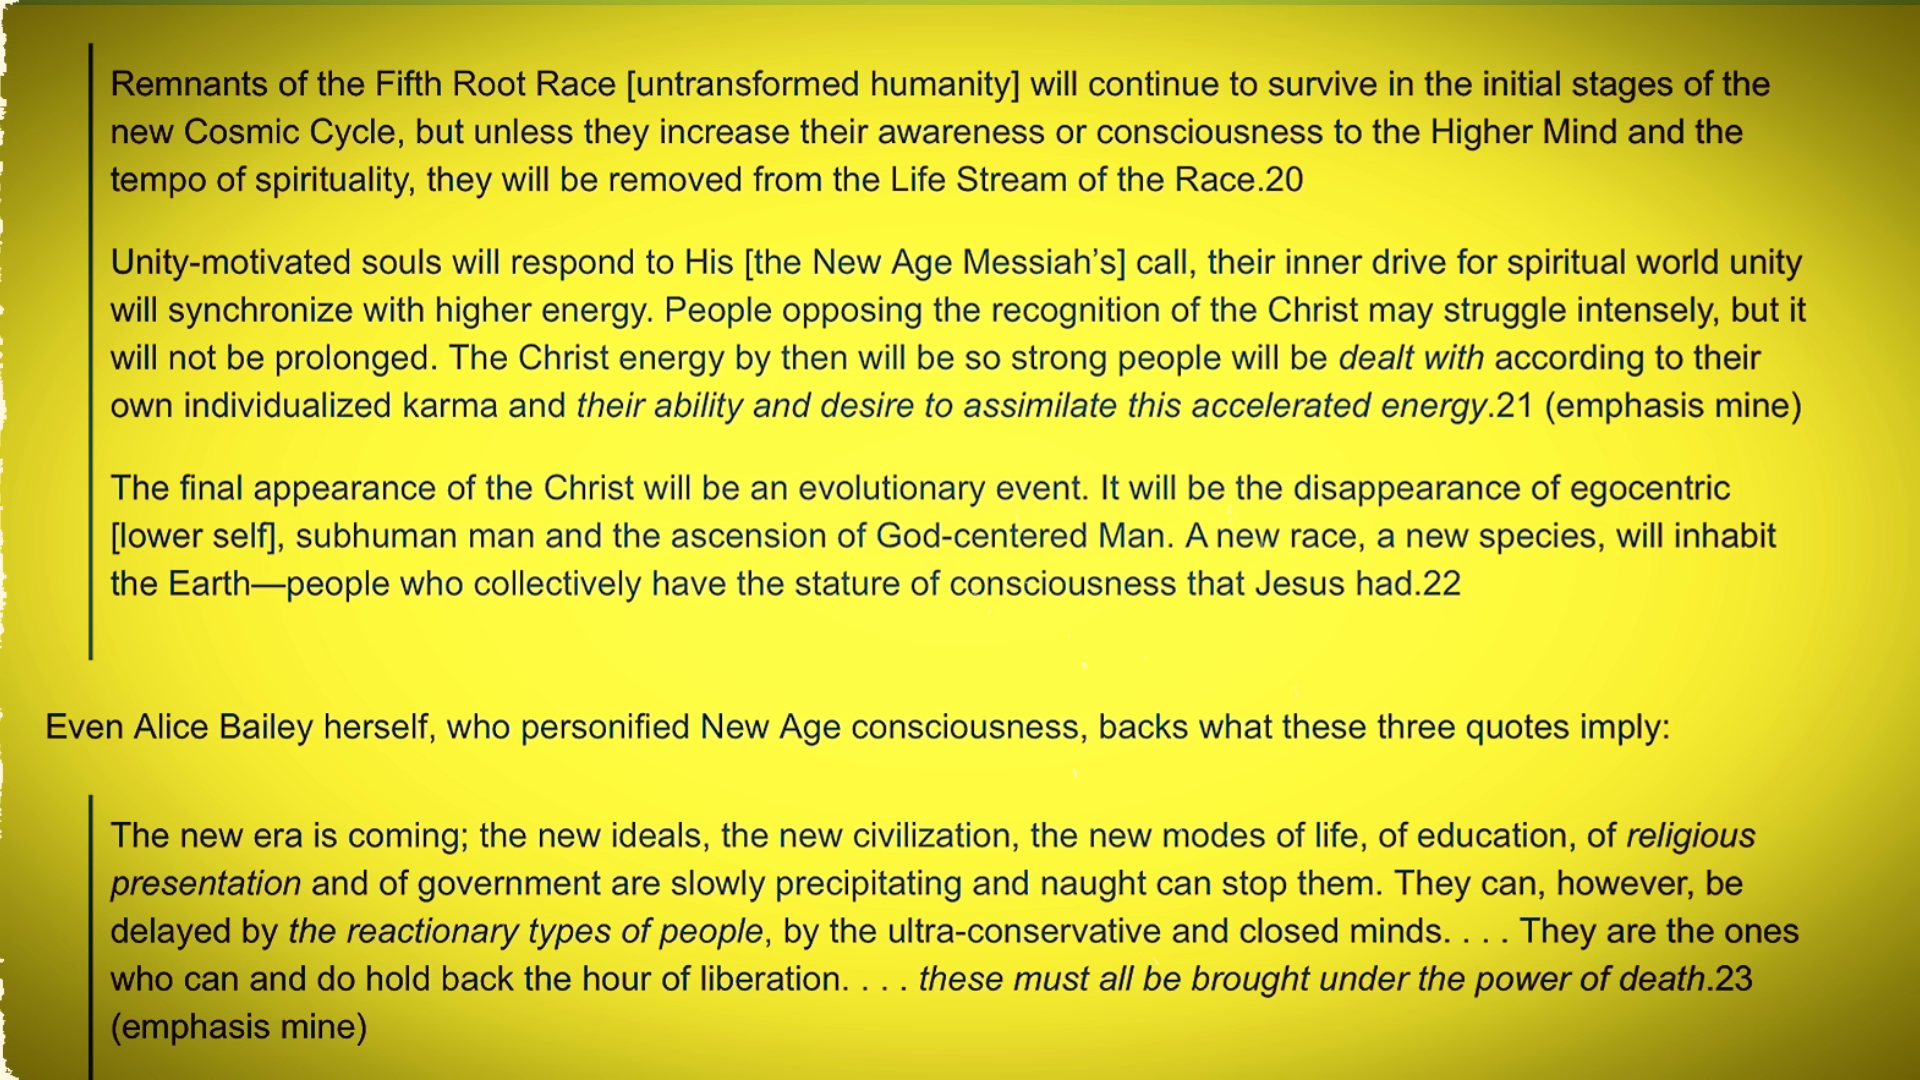 Remnants of the Fifth Root Race [untransformed humanity] will continue to survive in the initial stages of the
new Cosmic Cycle, but unless they increase their awareness or consciousness to the Higher Mind and the
tempo of spirituality, they will be removed from the Life Stream of the Race.20
Unity-motivated souls will respond to His [the New Age Messiah’s] call, their inner drive for spiritual world unity
will synchronize with higher energy. People opposing the recognition of the Christ may struggle intensely, but it
will not be prolonged. The Christ energy by then will be so strong people will be dealt with according to their
own individualized karma and their ability and desire to assimilate this accelerated energy.21 (emphasis mine)
The final appearance of the Christ will be an evolutionary event. It will be the disappearance of egocentric
[lower self], subhuman man and the ascension of God-centered Man. A new race, a new species, will inhabit
the Earth—people who collectively have the stature of consciousness that Jesus had.22
Even Alice Bailey herself, who personified New Age consciousness, backs what these three quotes imply:
The new era is coming; the new ideals, the new civilization, the new modes of life, of education, of religious
presentation and of government are slowly precipitating and naught can stop them. They can, however, be
delayed by the reactionary types of people, by the ultra-conservative and closed minds. . . . They are the ones
who can and do hold back the hour of liberation. . . . these must all be brought under the power of death.23
(emphasis mine)